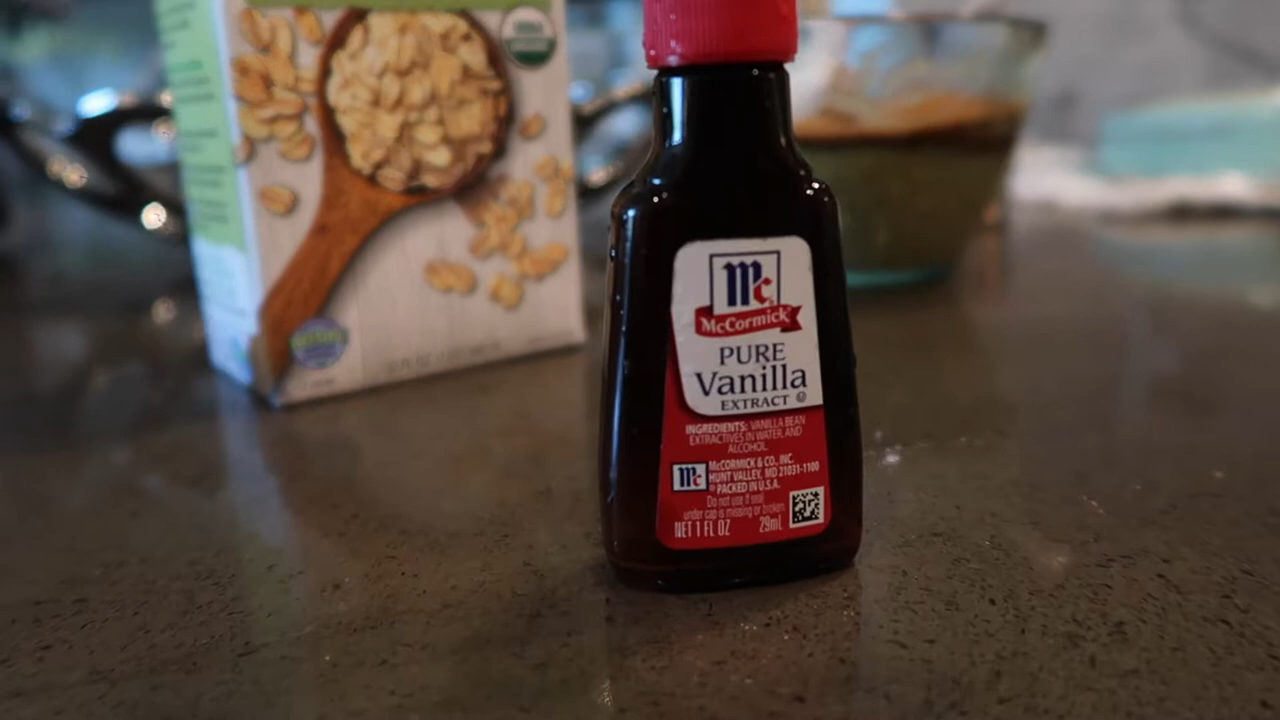 Mc
McCormick
PURE
Vanilla
EXTRACT
INGREDIENTS: VANILLA BEAN
EXTRACTIVES IN WATER AND
ALCOHOL.
Mc
McCORMICK & CO., INC.
HUNT VALLEY, MD 21031-1100
PACKED IN U.S.A.
Do not use if seal
under cap is missing or broken.
NET 1 FL OZ 29mL